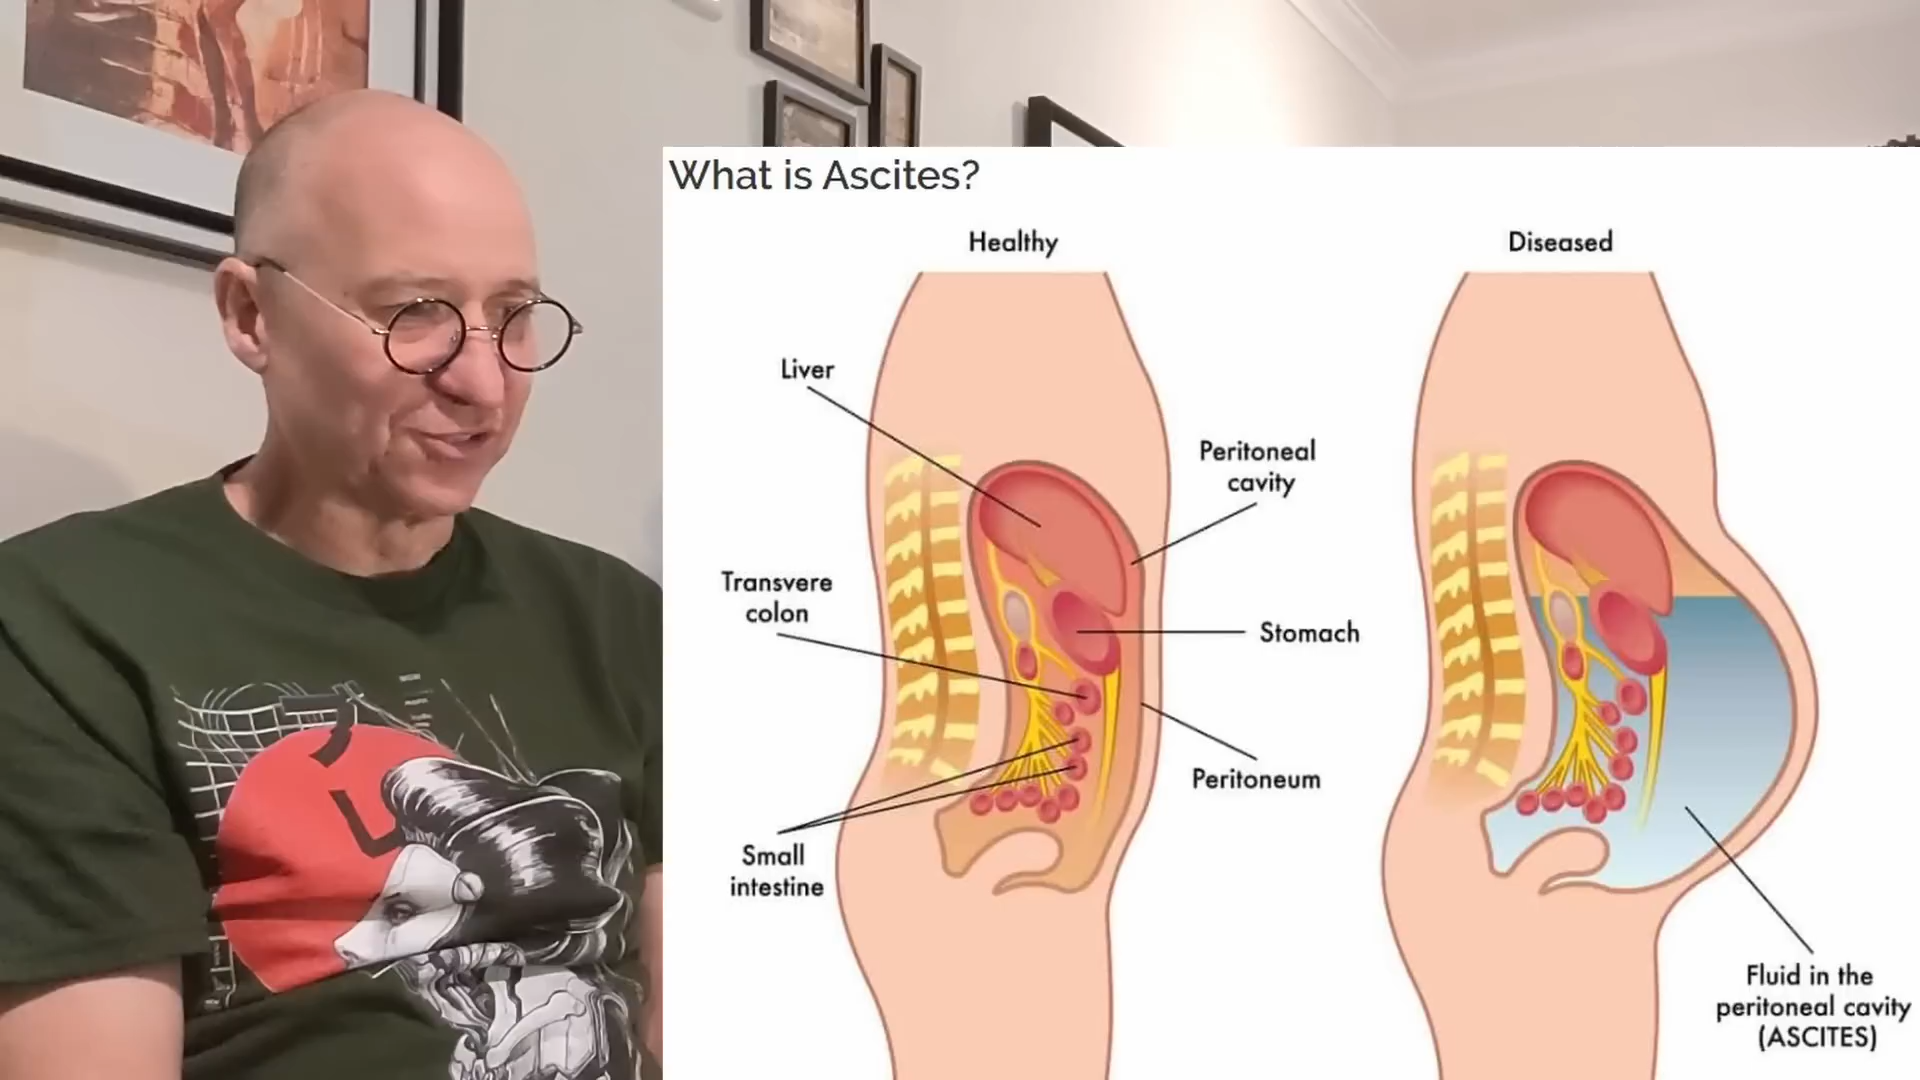 What is Ascites?
Healthy
Diseased
Liver
Peritoneal
cavity
Transvere
colon
Stomach
Peritoneum
Small
intestine
Fluid in the
peritoneal cavity
(ASCITES)